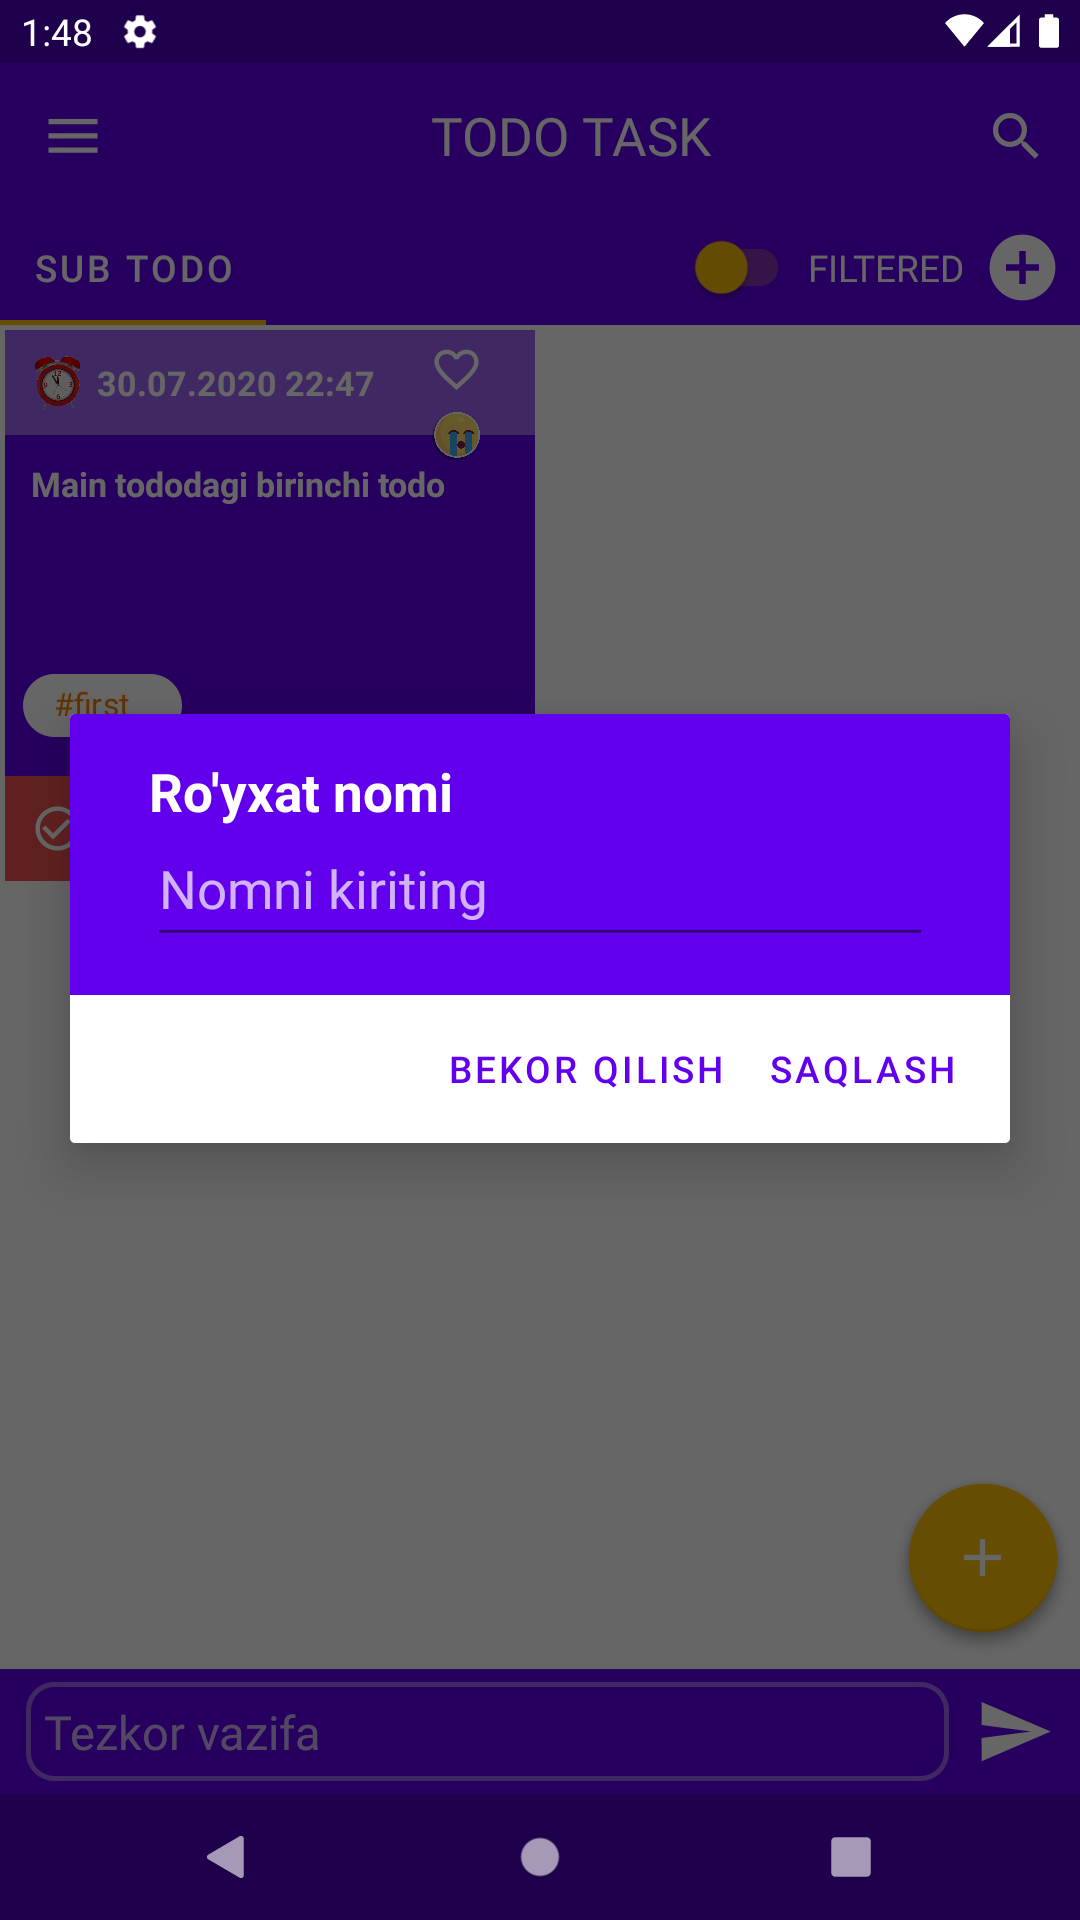 1:48
TODO TASK
SUB TODO
FILTERED
30.07.2020 22:47
Main tododagi birinchi todo
#first
Ro'yxat nomi
Nomni kiriting
BEKOR QILISH
SAQLASH
Tezkor vazifa